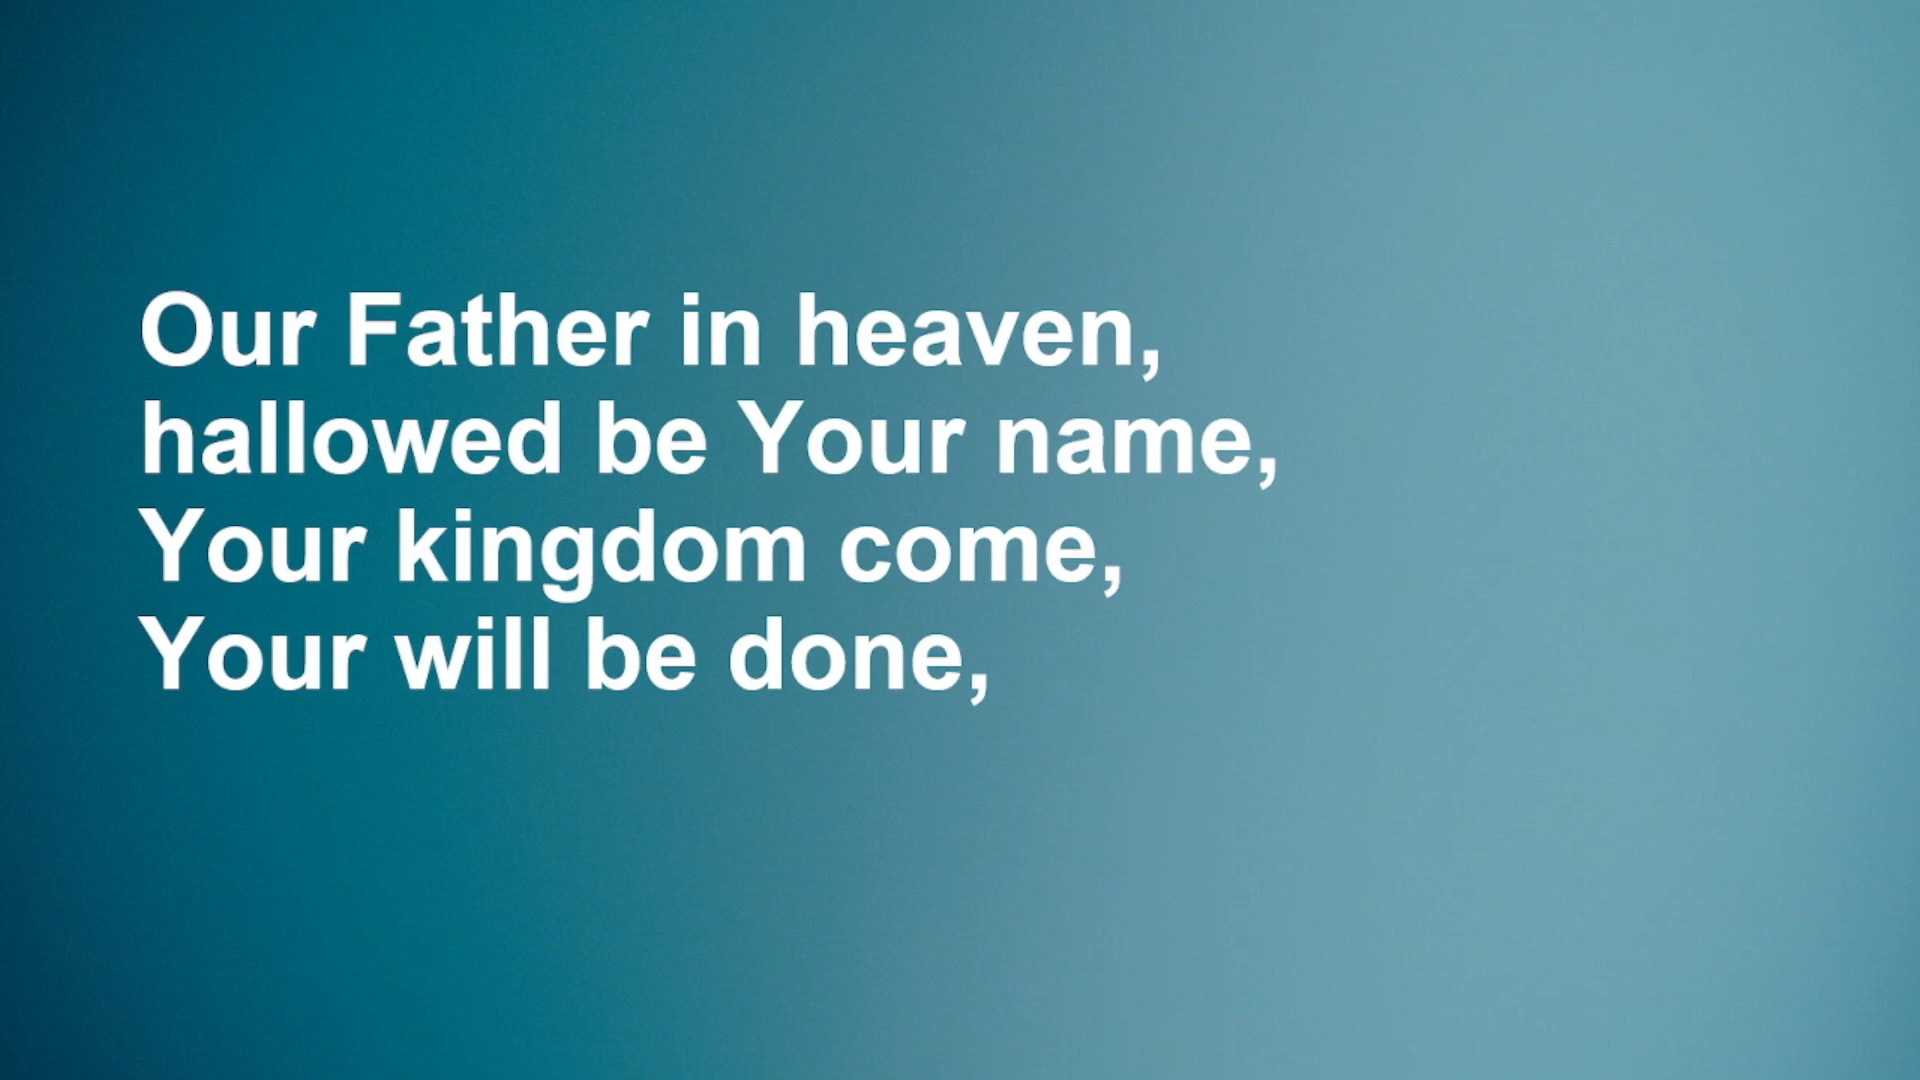 Our Father in heaven,
hallowed be Your name,
Your kingdom come,
Your will be done,